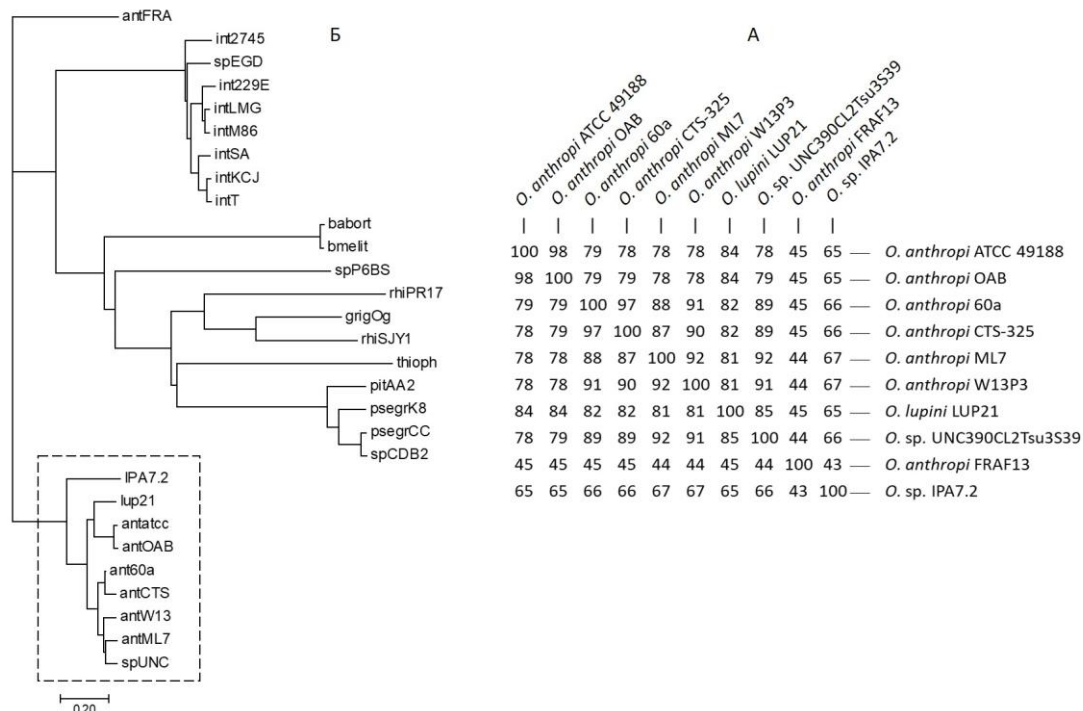 Б
antFRA
int2745
spEGD
int229E
intLMG
intM86
intSA
intKCJ
intT
babort
bmelit
spP6BS
rhiPR17
grigOg
rhiSJY1
thioph
pitAA2
psegrK8
psegrCC
spCDB2
IPA7.2
lup21
antatcc
antOAB
ant60a
antCTS
antW13
antML7
spUNC
0.20
А
O. anthropi ATCC 49188
O. anthropi OAB
O. anthropi 60a
O. anthropi CTS-325
O. anthropi ML7
O. anthropi W13P3
O. lupini LUP21
O. sp. UNC390CL2Tsu3S39
O. anthropi FRAF13
O. sp. IPA7.2
100 98 79 78 78 78 84 78 45 65 — O. anthropi ATCC 49188
98 100 79 79 78 78 84 79 45 65 — O. anthropi OAB
79 79 100 97 88 91 82 89 45 66 — O. anthropi 60a
78 79 97 100 87 90 82 89 45 66 — O. anthropi CTS-325
78 78 88 87 100 92 81 92 44 67 — O. anthropi ML7
78 78 91 90 92 100 81 91 44 67 — O. anthropi W13P3
84 84 82 82 81 81 100 85 45 65 — O. lupini LUP21
78 79 89 89 92 91 85 100 44 66 — O. sp. UNC390CL2Tsu3S39
45 45 45 45 44 44 45 44 100 43 — O. anthropi FRAF13
65 65 66 66 67 67 65 66 43 100 — O. sp. IPA7.2